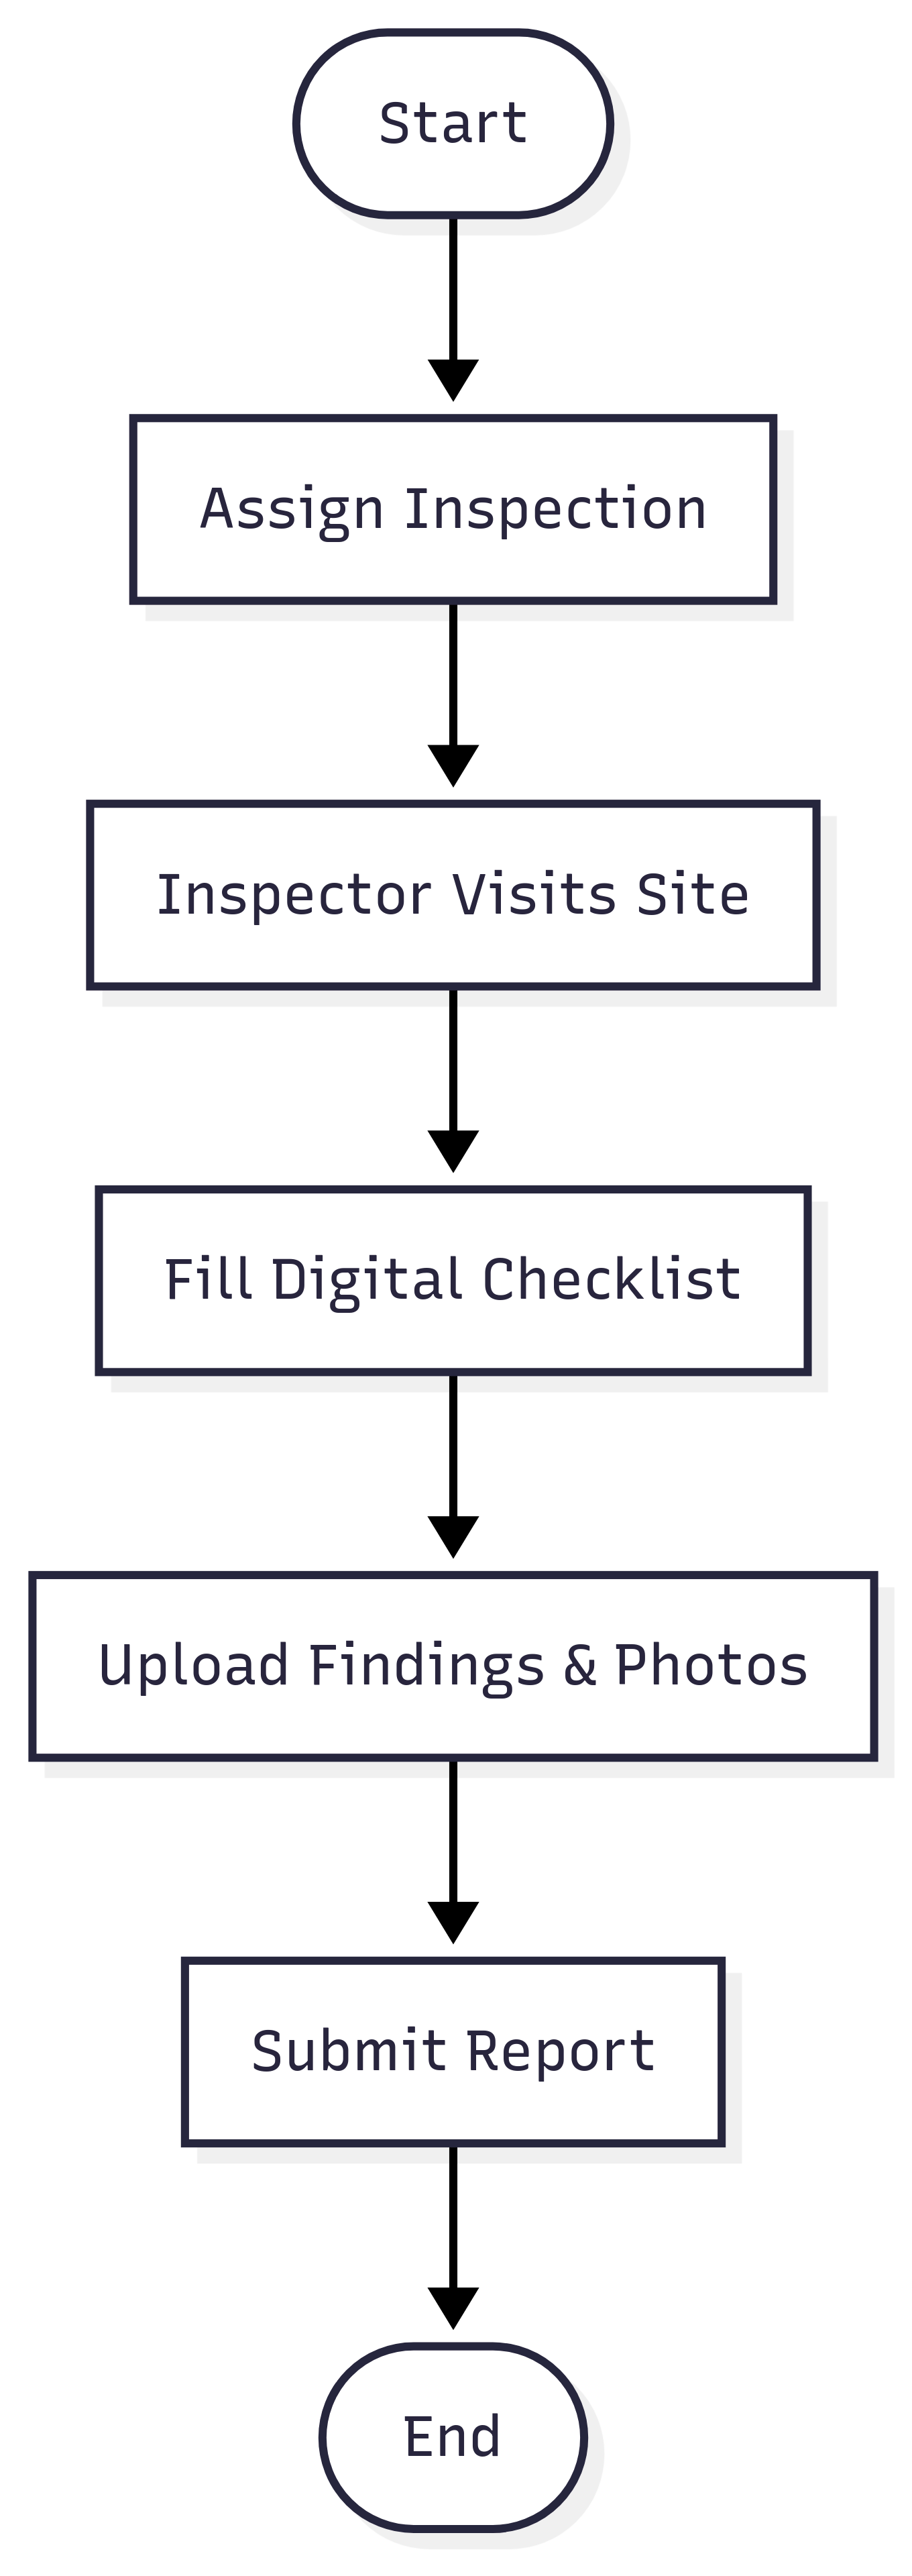 Start
Assign Inspection
Inspector Visits Site
Fill Digital Checklist
Upload Findings & Photos
Submit Report
End